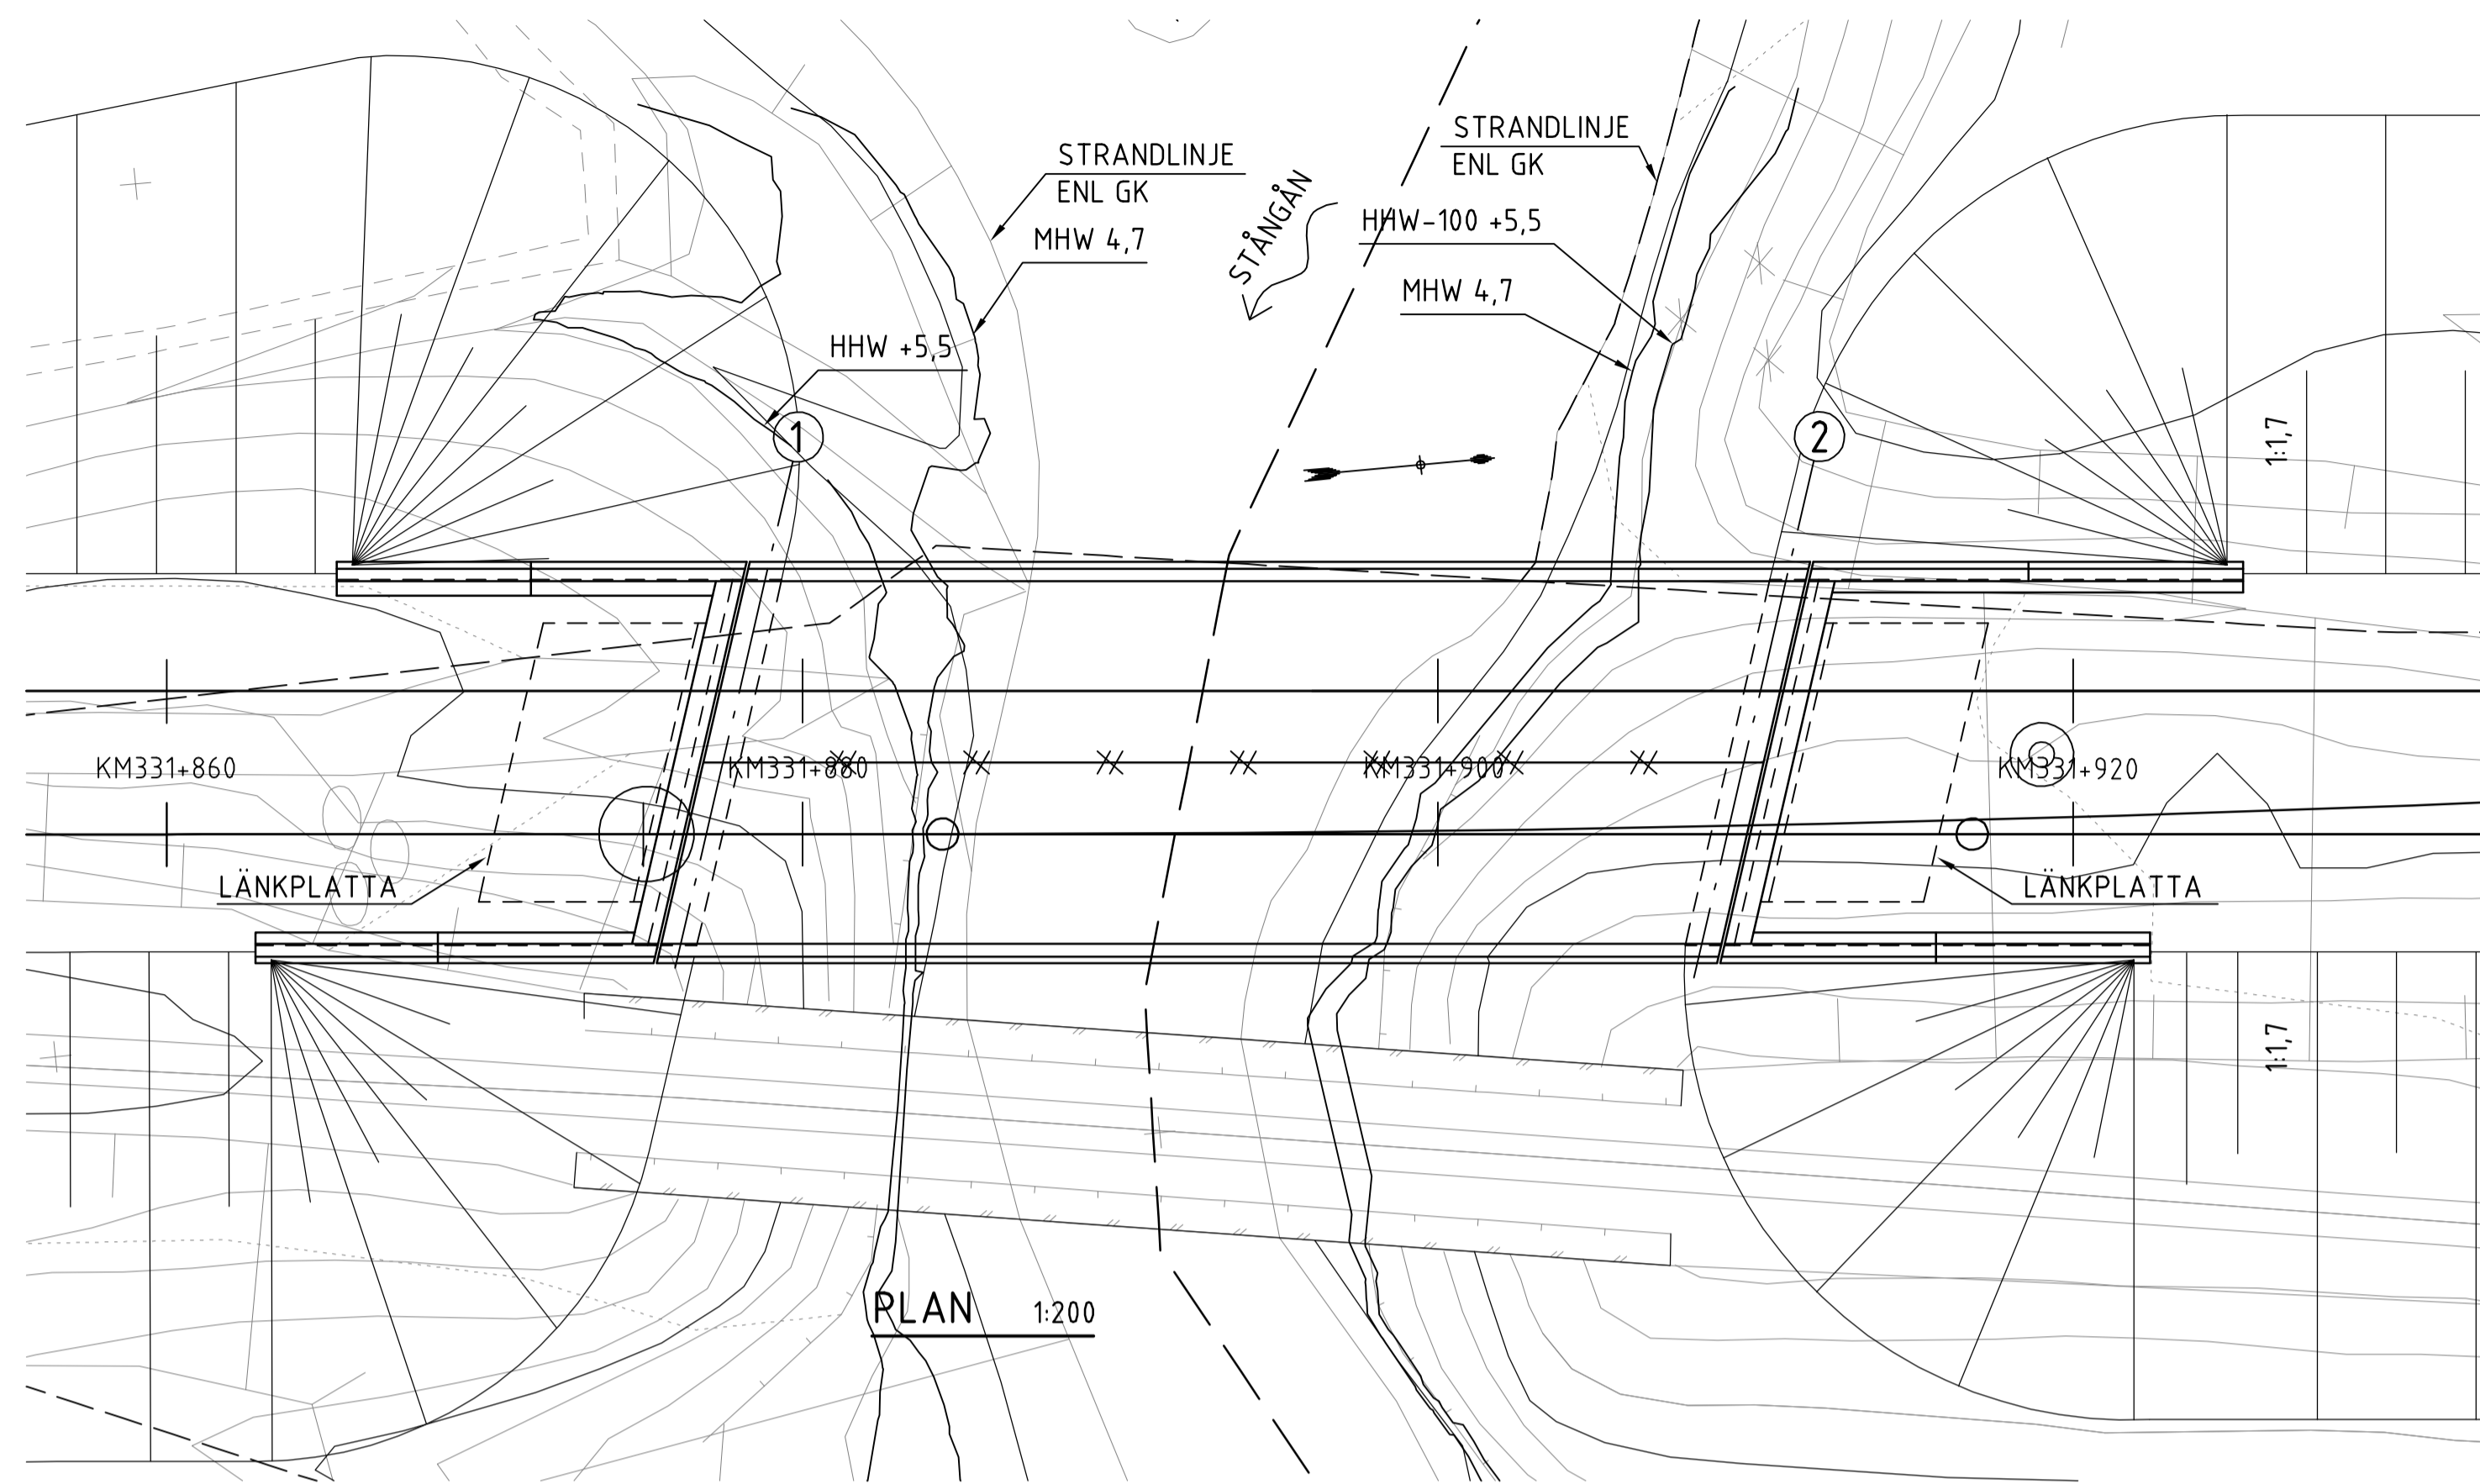 STRANDLINJE
ENL GK
STRANDLINJE
ENL GK
MHW 4,7
STÅNGÅN
HHW-100 +5,5
MHW 4,7
HHW +5,5
1
2
1:1,7
KM331+860
KM331+880
KM331+900
KM331+920
LÄNKPLATTA
LÄNKPLATTA
1:1,7
PLAN 1:200